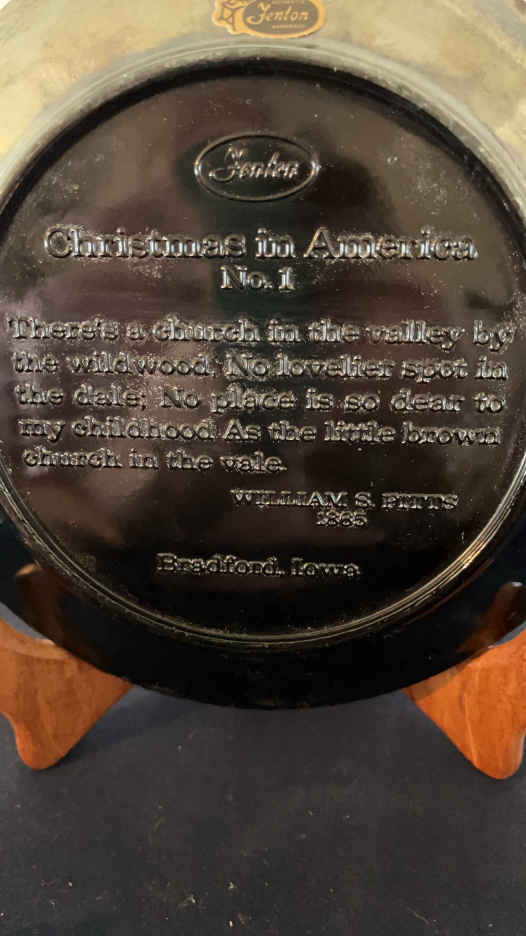 Fenton
Fenton
Christmas in America
No. 1
There's a church in the valley by
the wildwood, No lovelier spot in
the dale; No place is so dear to
my childhood As the little brown
church in the vale.
WILLIAM S. PITTS
1865
Bradford, Iowa